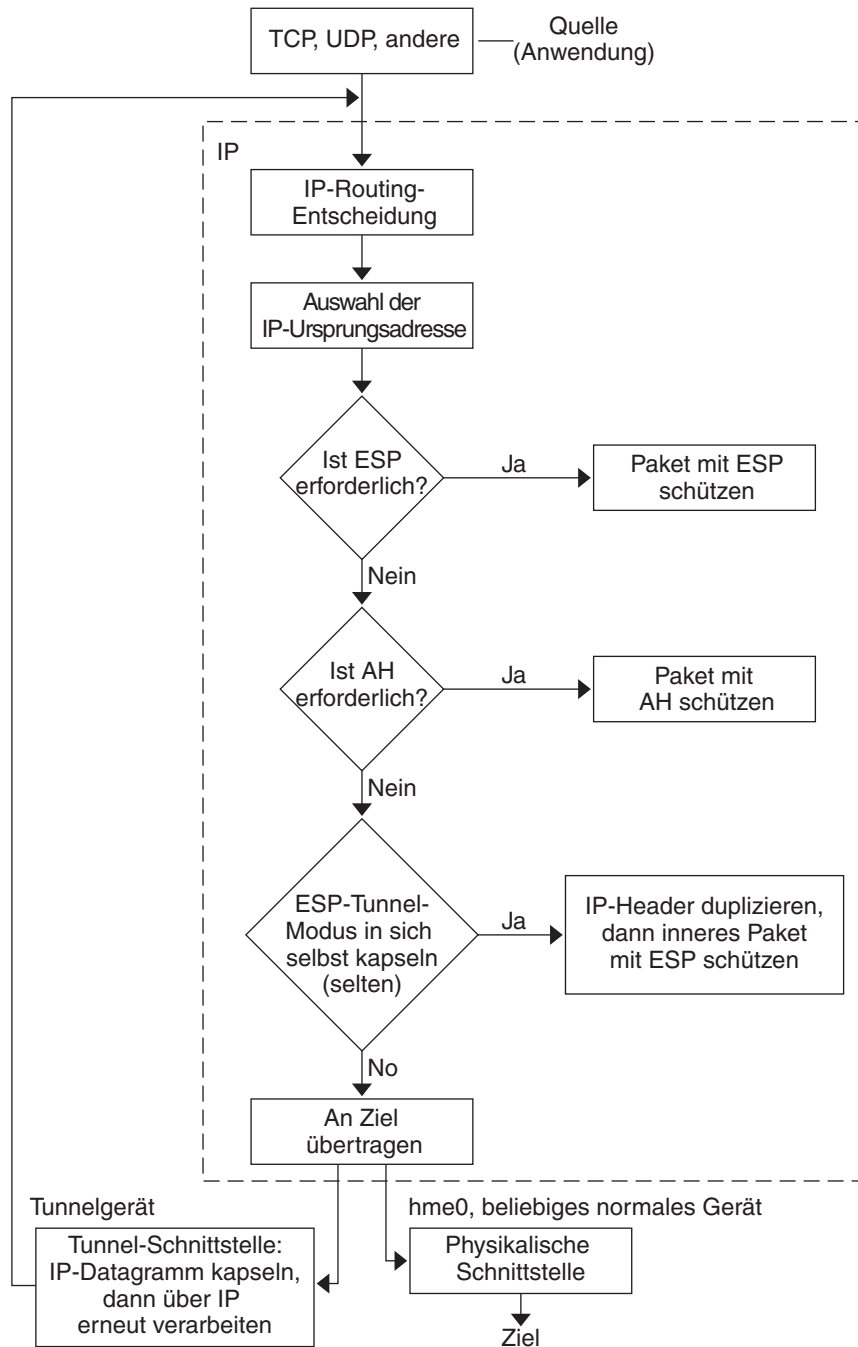 TCP, UDP, andere
Quelle
(Anwendung)
IP
IP-Routing-
Entscheidung
Auswahl der
IP-Ursprungsadresse
Ist ESP
erforderlich?
Ja
Paket mit ESP
schützen
Nein
Ist AH
erforderlich?
Ja
Paket mit
AH schützen
Nein
ESP-Tunnel-
Modus in sich
selbst kapseln
(selten)
Ja
IP-Header duplizieren,
dann inneres Paket
mit ESP schützen
No
An Ziel
übertragen
Tunnelgerät
Tunnel-Schnittstelle:
IP-Datagramm kapseln,
dann über IP
erneut verarbeiten
hme0, beliebiges normales Gerät
Physikalische
Schnittstelle
Ziel